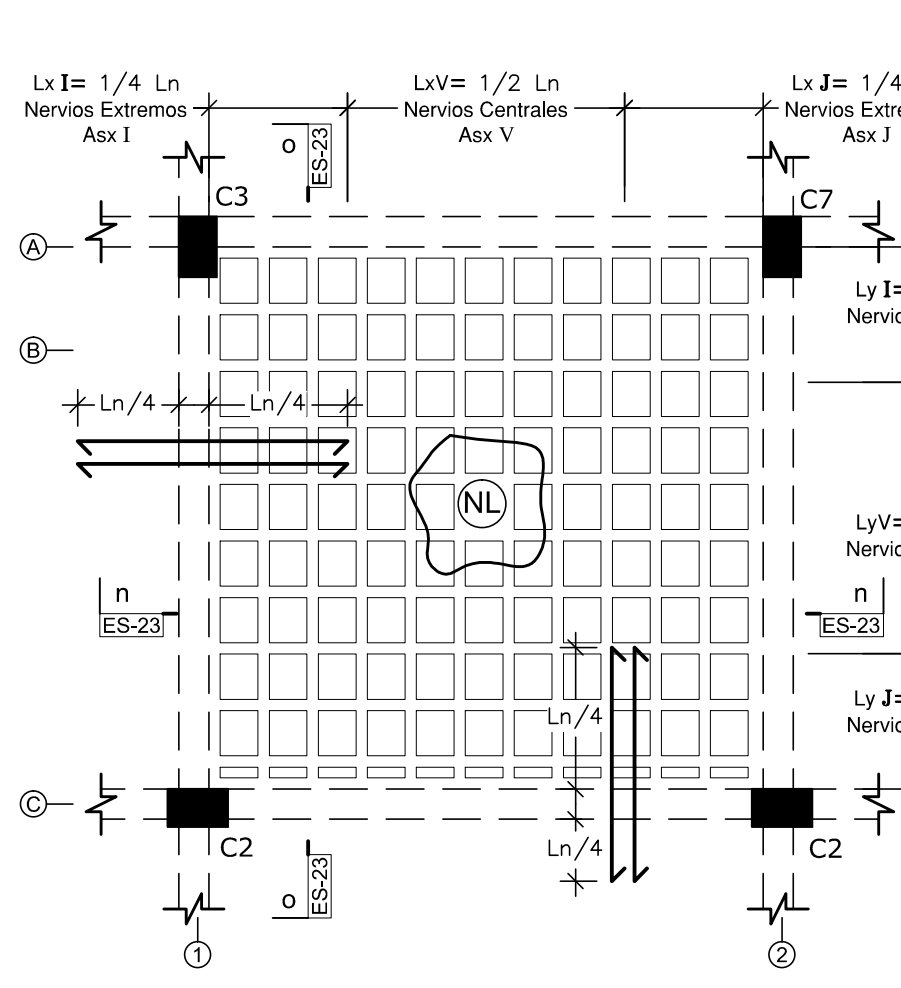 Lx I= 1/4 Ln
Nervios Extremos
Asx I
LxV= 1/2 Ln
Nervios Centrales
Asx V
Lx J= 1/4
Nervios Extre
Asx J
o
ES-23
C3
C7
A
Ly I=
Nervio
B
Ln/4
Ln/4
NL
LyV=
Nervio
n
ES-23
n
ES-23
Ln/4
Ly J=
Nervio
C
Ln/4
C2
C2
o
ES-23
1
2